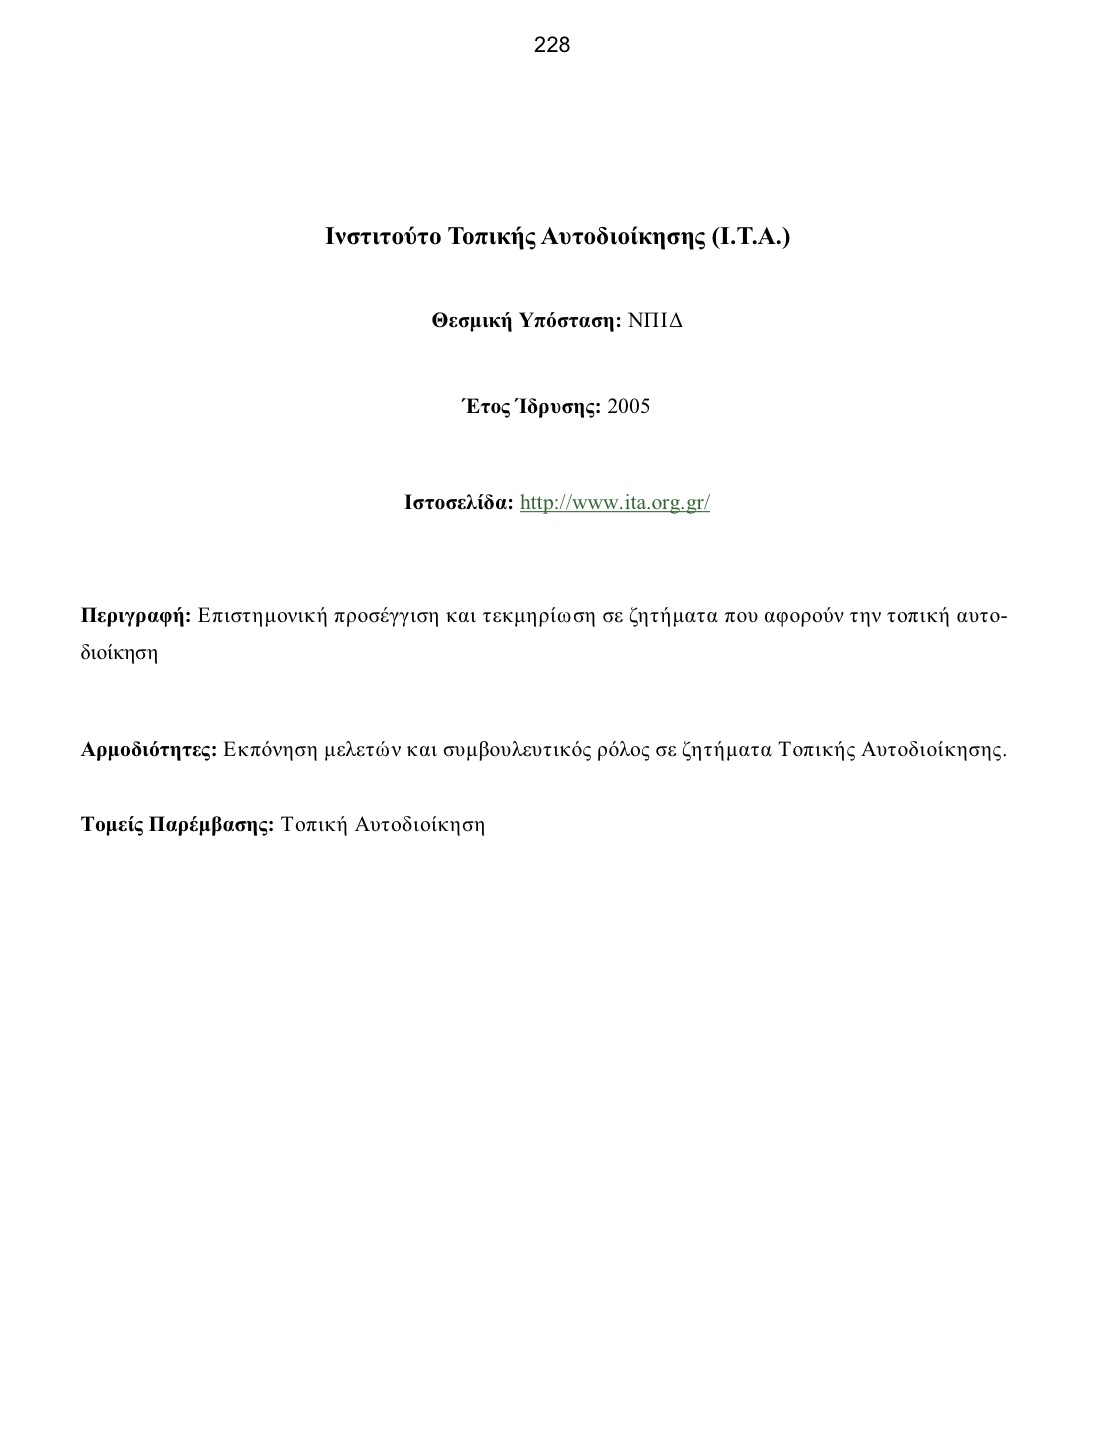 228
Ινστιτούτο Τοπικής Αυτοδιοίκησης (Ι.Τ.Α.)
Θεσμική Υπόσταση: ΝΠΙΔ
Έτος Ίδρυσης: 2005
Ιστοσελίδα: http://www.ita.org.gr/
Περιγραφή: Επιστημονική προσέγγιση και τεκμηρίωση σε ζητήματα που αφορούν την τοπική αυτο-
διοίκηση
Αρμοδιότητες: Εκπόνηση μελετών και συμβουλευτικός ρόλος σε ζητήματα Τοπικής Αυτοδιοίκησης.
Τομείς Παρέμβασης: Τοπική Αυτοδιοίκηση